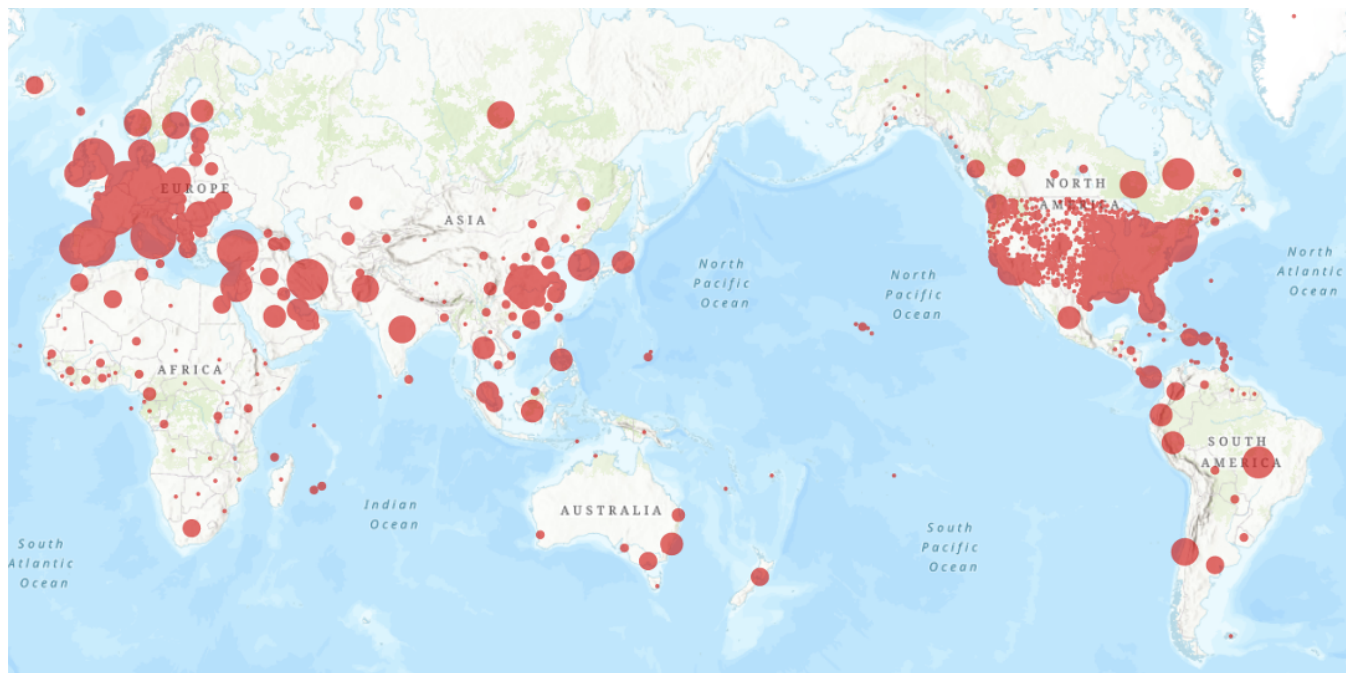 EUROPE
ASIA
NORTH
AMERICA
North
Pacific
Ocean
North
Pacific
Ocean
North
Atlantic
Ocean
AFRICA
SOUTH
AMERICA
Indian
Ocean
AUSTRALIA
South
Pacific
Ocean
South
Atlantic
Ocean